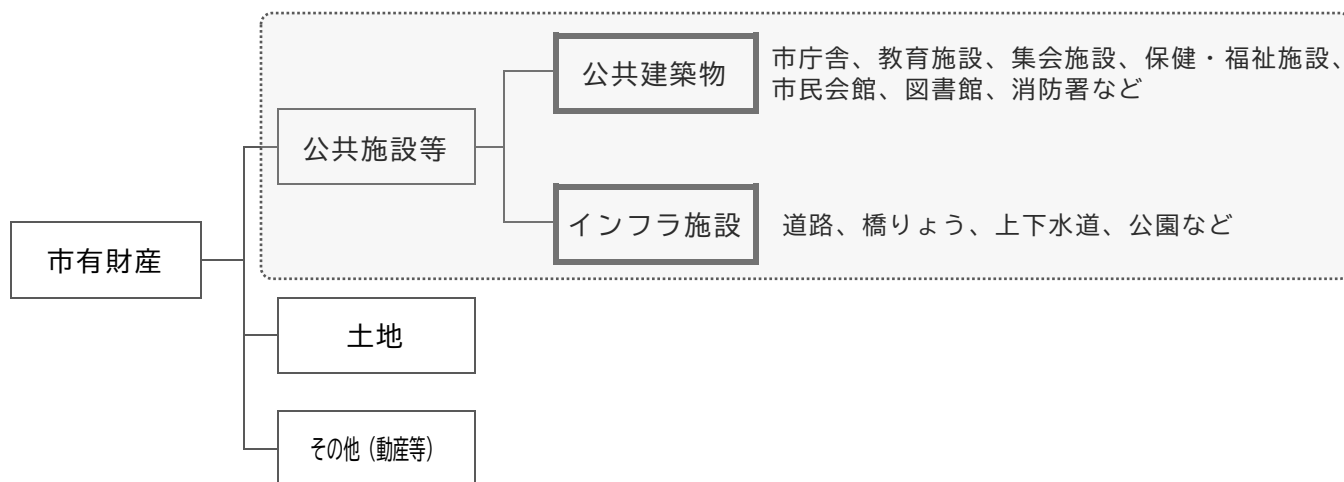 公共建築物
市庁舎、教育施設、集会施設、保健・福祉施設、
市民会館、図書館、消防署など
公共施設等
インフラ施設
道路、橋りょう、上下水道、公園など
市有財産
土地
その他（動産等）